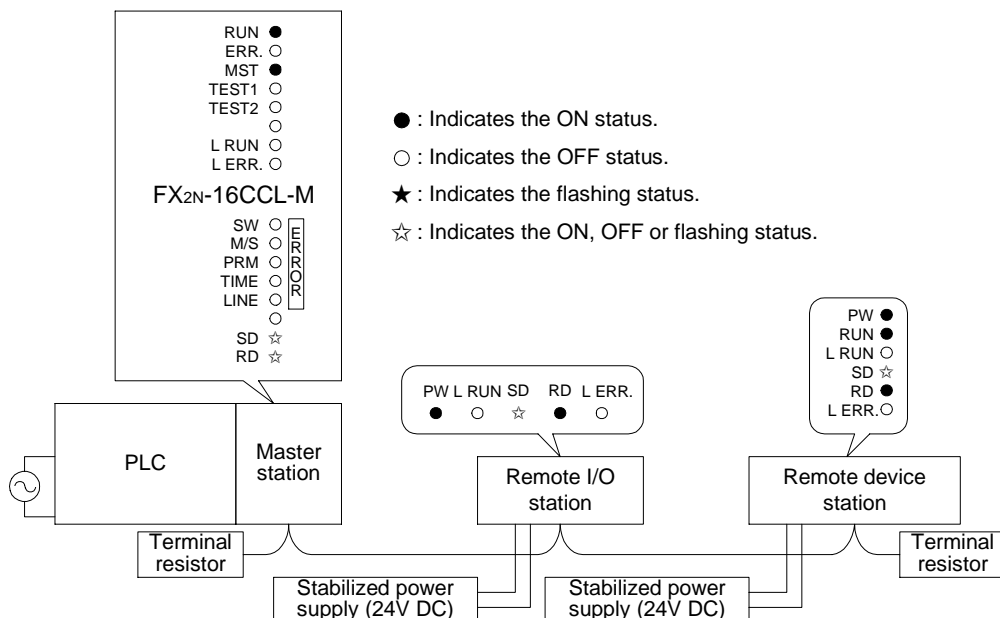 RUN ●
ERR. ○
MST ●
TEST1 ○
TEST2 ○
○
L RUN ○
L ERR. ○
FX2N-16CCL-M
SW ○
M/S ○
PRM ○
TIME ○
LINE ○
○
ERROR
SD ☆
RD ☆
● : Indicates the ON status.
○ : Indicates the OFF status.
★ : Indicates the flashing status.
☆ : Indicates the ON, OFF or flashing status.
PW ●
RUN ●
L RUN ○
SD ☆
RD ●
L ERR. ○
PW L RUN SD RD L ERR.
● ○ ☆ ● ○
PLC
Master
station
Remote I/O
station
Remote device
station
Terminal
resistor
Terminal
resistor
Stabilized power
supply (24V DC)
Stabilized power
supply (24V DC)